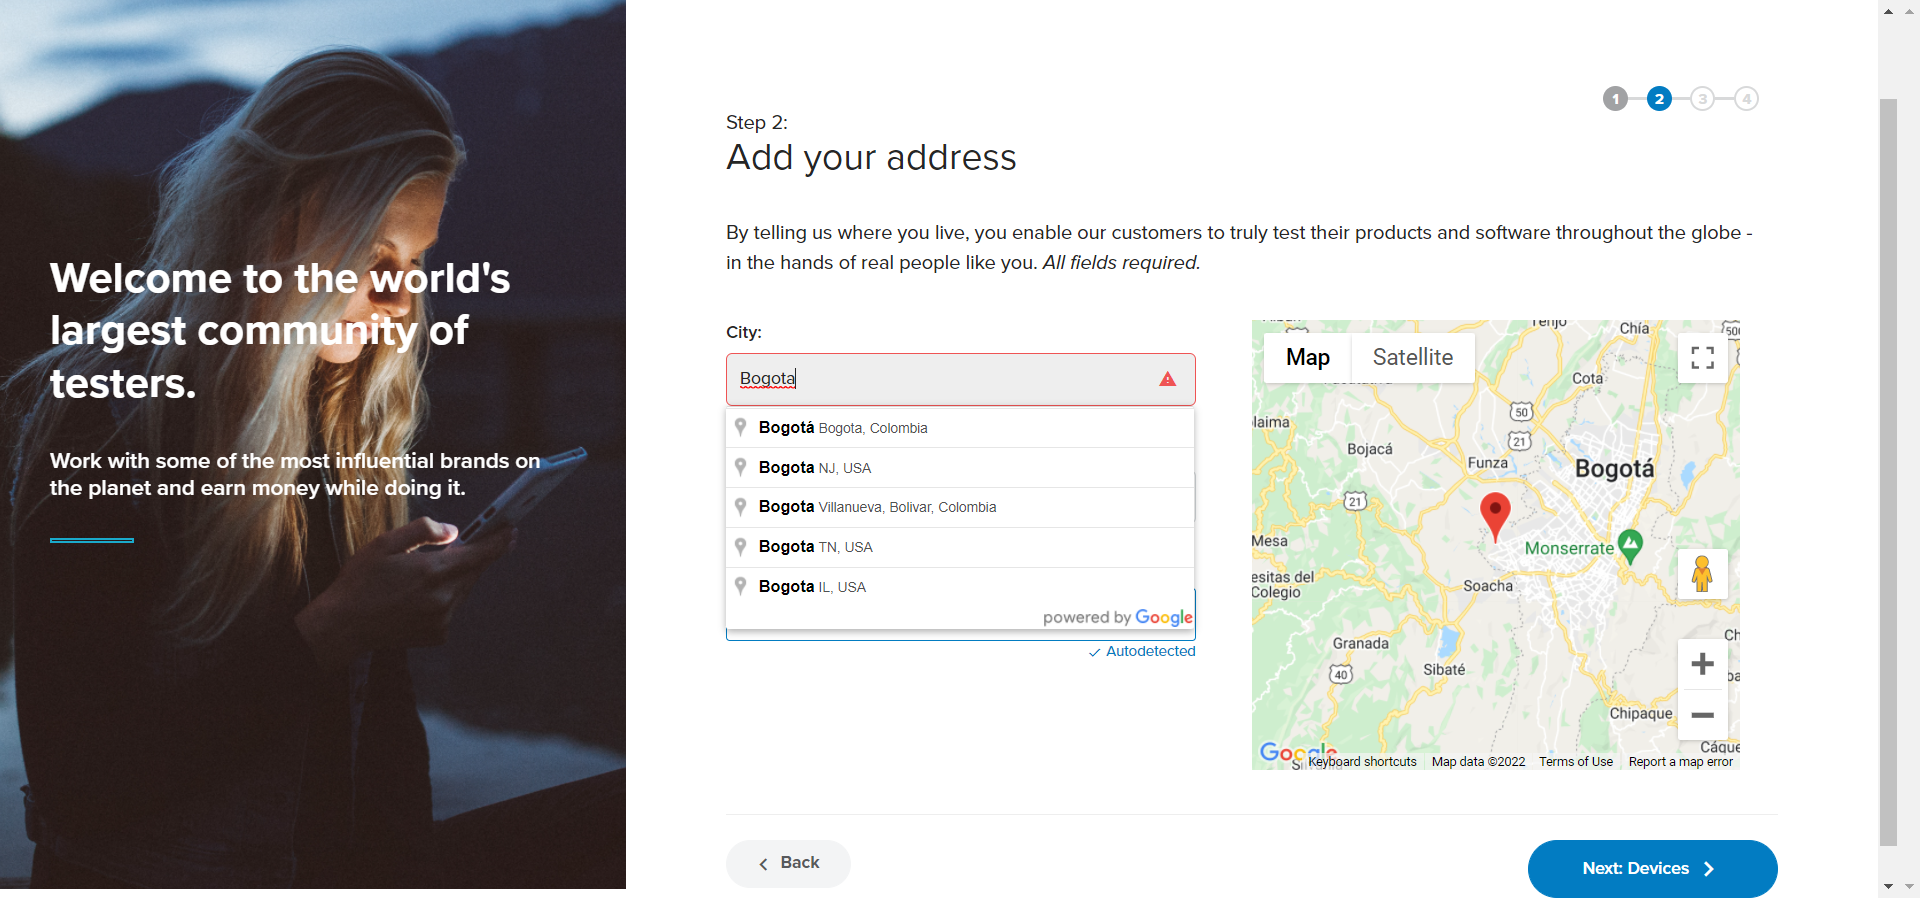 Welcome to the world's
largest community of
testers.
Work with some of the most influential brands on
the planet and earn money while doing it.
1 2 3 4
Step 2:
Add your address
By telling us where you live, you enable our customers to truly test their products and software throughout the globe -
in the hands of real people like you. All fields required.
City:
Bogota
Bogotá Bogota, Colombia
Bogota NJ, USA
Bogota Villanueva, Bolivar, Colombia
Bogota TN, USA
Bogota IL, USA
powered by Google
Autodetected
Tenjo
Chía
Map
Satellite
Cota
50
laima
21
Bojacá
Funza
Bogotá
21
Mesa
Monserrate
esitas del
Colegio
Soacha
Granada
Sibaté
40
Chipaque
Cáque
Google
Keyboard shortcuts
Map data ©2022
Terms of Use
Report a map error
Back
Next: Devices